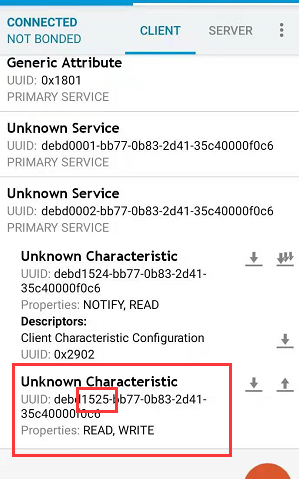 CONNECTED
NOT BONDED
CLIENT
SERVER
Generic Attribute
UUID: 0x1801
PRIMARY SERVICE
Unknown Service
UUID: debd0001-bb77-0b83-2d41-35c40000f0c6
PRIMARY SERVICE
Unknown Service
UUID: debd0002-bb77-0b83-2d41-35c40000f0c6
PRIMARY SERVICE
Unknown Characteristic
UUID: debd1524-bb77-0b83-2d41-
35c40000f0c6
Properties: NOTIFY, READ
Descriptors:
Client Characteristic Configuration
UUID: 0x2902
Unknown Characteristic
UUID: debd1525-bb77-0b83-2d41-
35c40000f0c6
Properties: READ, WRITE